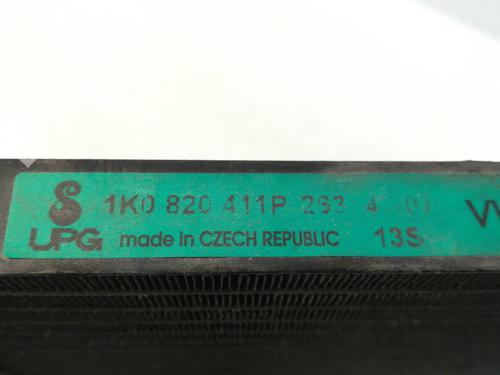 1K0 820 411P 263
UPG made in CZECH REPUBLIC 13S